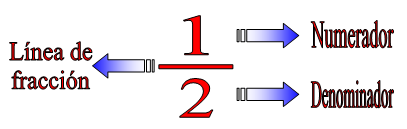 Línea de
fracción
1
2
Numerador
Denominador